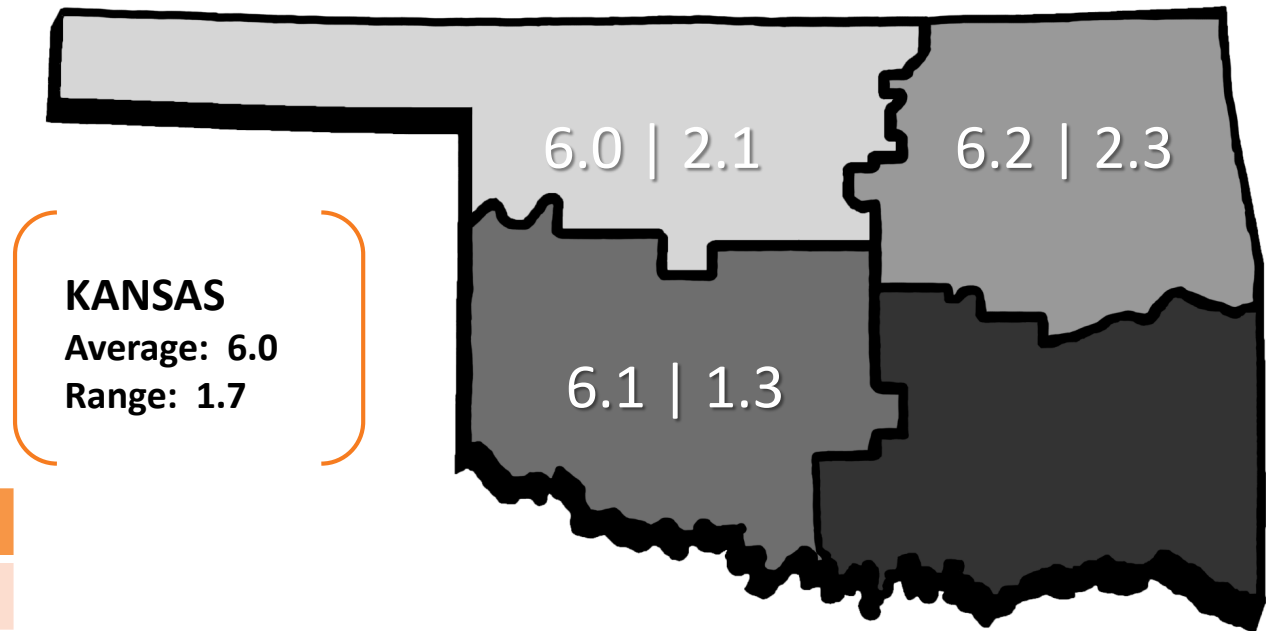 6.0 | 2.1
6.2 | 2.3
KANSAS
Average: 6.0
Range: 1.7
6.1 | 1.3